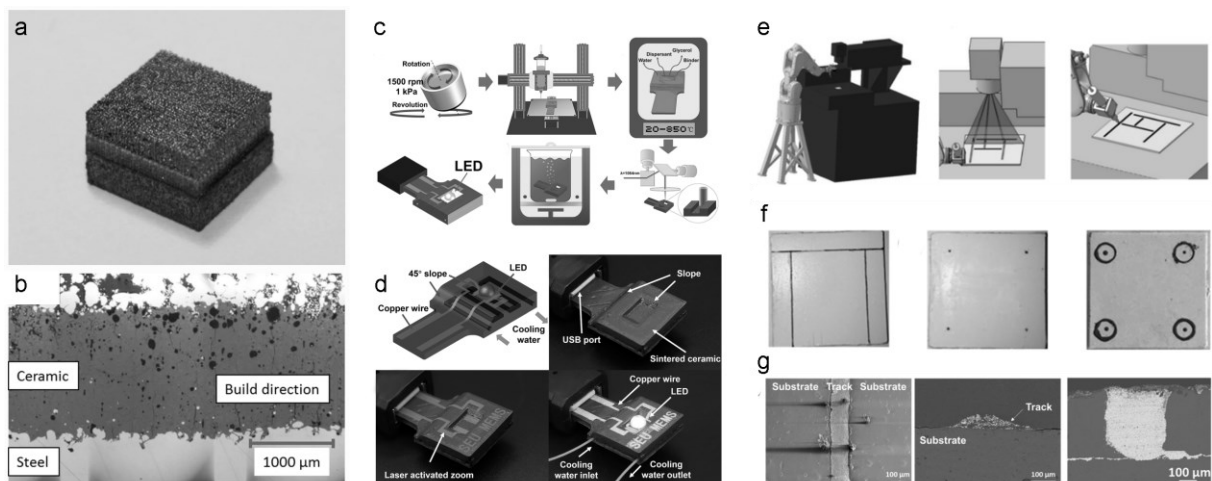 a
b
Ceramic
Build direction
Steel
1000 μm
c
Rotation
1500 rpm
1 kPa
Revolution
Dispersant
Glycerol
Water
Binder
20-850℃
LED
d
45° slope
LED
Copper wire
Cooling
water
Slope
USB port
Sintered ceramic
Laser activated zoom
Copper wire
LED
SEU MEMS
Cooling
water inlet
Cooling
water outlet
e
f
g
Substrate Track Substrate
100 μm
Track
Substrate
100 μm
100 μm